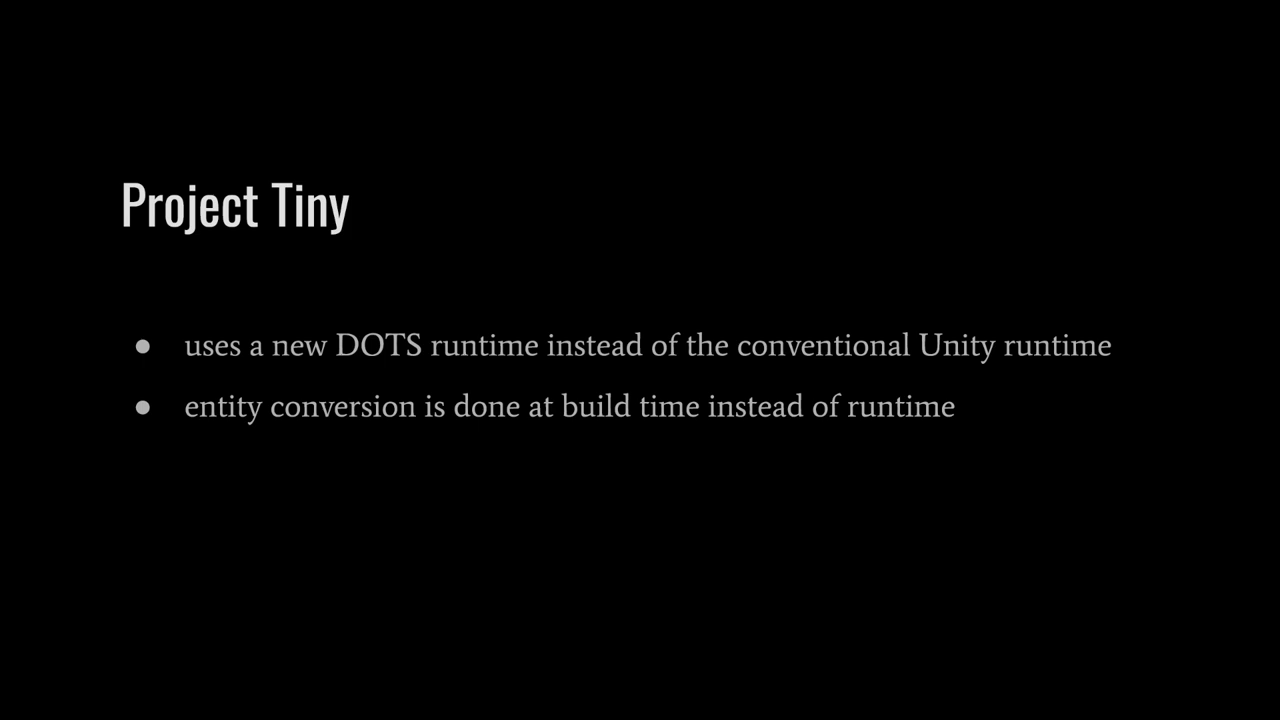 Project Tiny
● uses a new DOTS runtime instead of the conventional Unity runtime
● entity conversion is done at build time instead of runtime